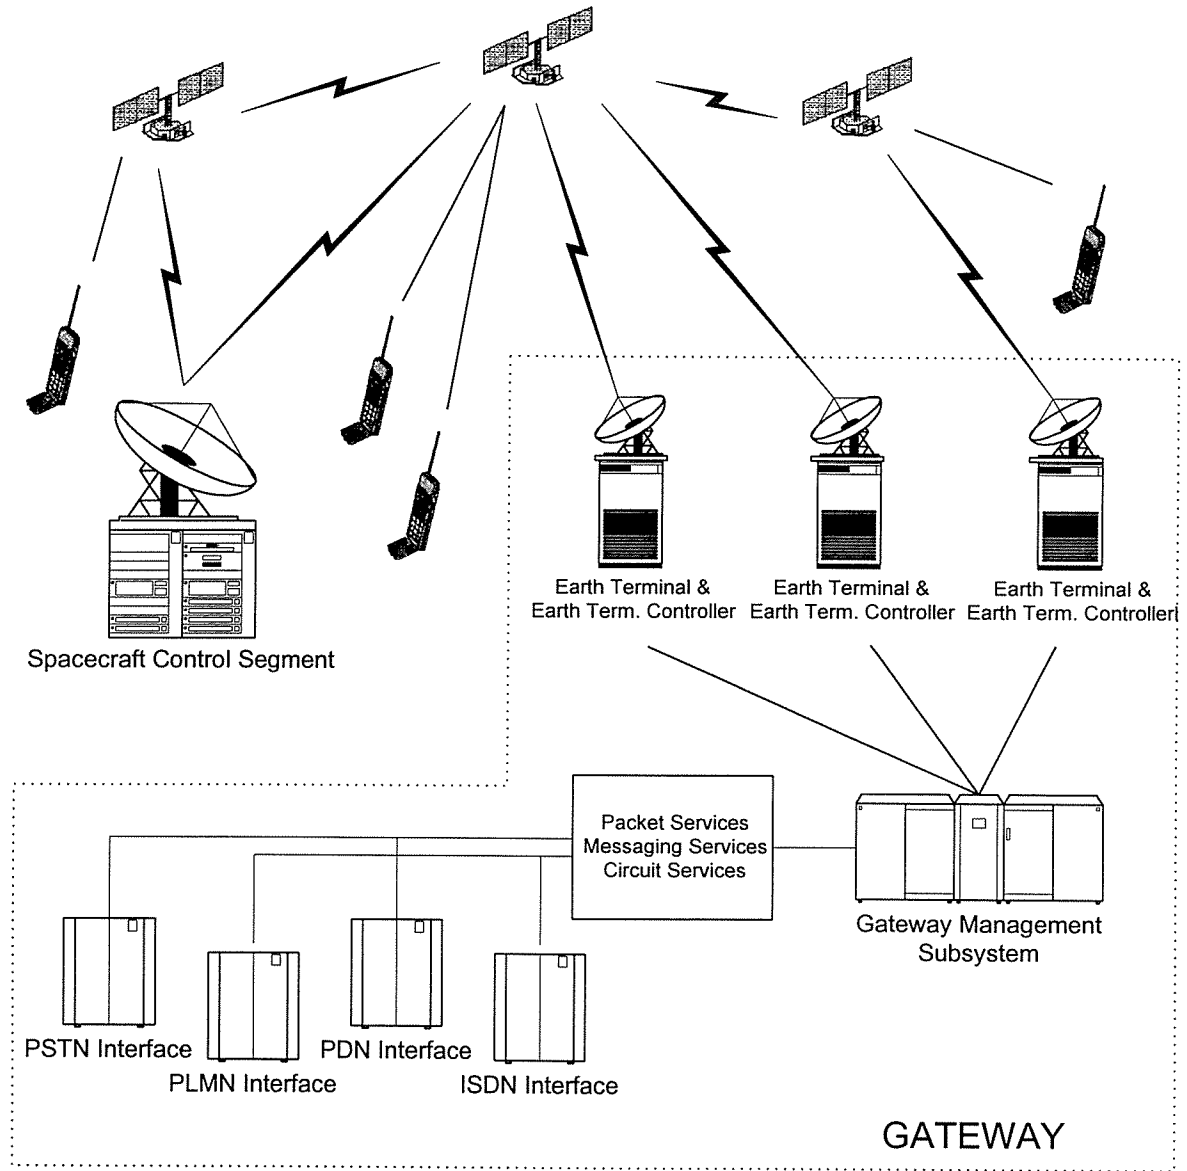 Earth Terminal &
Earth Term. Controller
Earth Terminal &
Earth Term. Controller
Earth Terminal &
Earth Term. Controller
Spacecraft Control Segment
Packet Services
Messaging Services
Circuit Services
Gateway Management
Subsystem
PSTN Interface
PLMN Interface
PDN Interface
ISDN Interface
GATEWAY